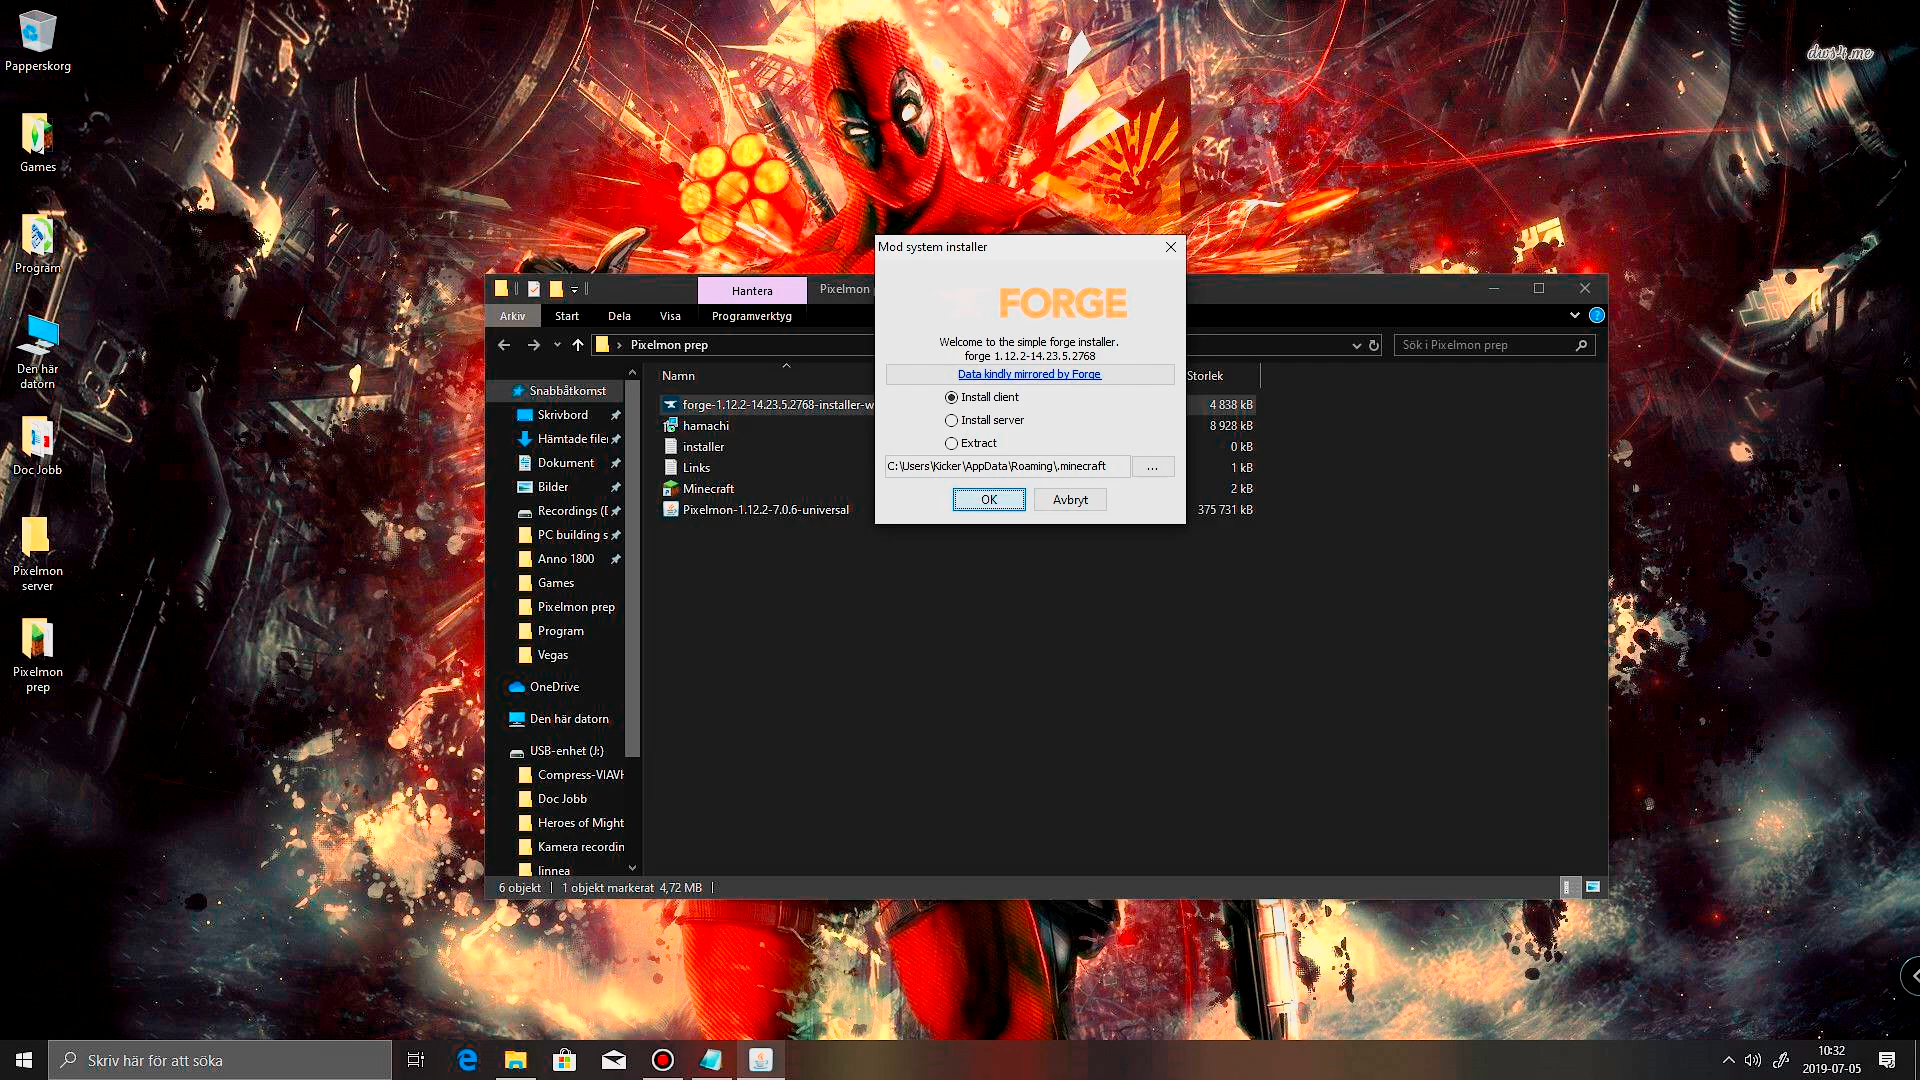 Papperskorg
Games
Program
Den här
datorn
Doc Jobb
Pixelmon
server
Pixelmon
prep
dws4.me
Mod system installer
FORGE
Welcome to the simple forge installer.
forge 1.12.2-14.23.5.2768
Data kindly mirrored by Forge
Install client
Install server
Extract
C:\Users\Kicker\AppData\Roaming\.minecraft
...
OK
Avbryt
Hantera
Pixelmon
Arkiv
Start
Dela
Visa
Programverktyg
Pixelmon prep
Sök i Pixelmon prep
Namn
Storlek
forge-1.12.2-14.23.5.2768-installer-w
4 838 kB
hamachi
8 928 kB
installer
0 kB
Links
1 kB
Minecraft
2 kB
Pixelmon-1.12.2-7.0.6-universal
375 731 kB
Snabbåtkomst
Skrivbord
Hämtade filer
Dokument
Bilder
Recordings (
PC building s
Anno 1800
Games
Pixelmon prep
Program
Vegas
OneDrive
Den här datorn
USB-enhet (J:)
Compress-VIAVH
Doc Jobb
Heroes of Might
Kamera recordin
linnea
6 objekt
1 objekt markerat 4,72 MB
Skriv här för att söka
10:32
2019-07-05